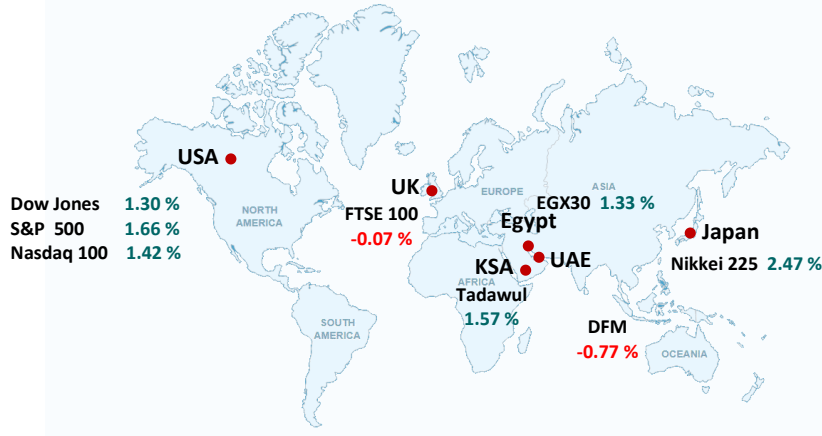 USA
Dow Jones 1.30 %
S&P 500 1.66 %
Nasdaq 100 1.42 %
NORTH
AMERICA
SOUTH
AMERICA
UK
FTSE 100
-0.07 %
EUROPE
ASIA
EGX30 1.33 %
Egypt
UAE
KSA
AFRICA
Tadawul
1.57 %
Japan
Nikkei 225 2.47 %
DFM
-0.77 %
OCEANIA